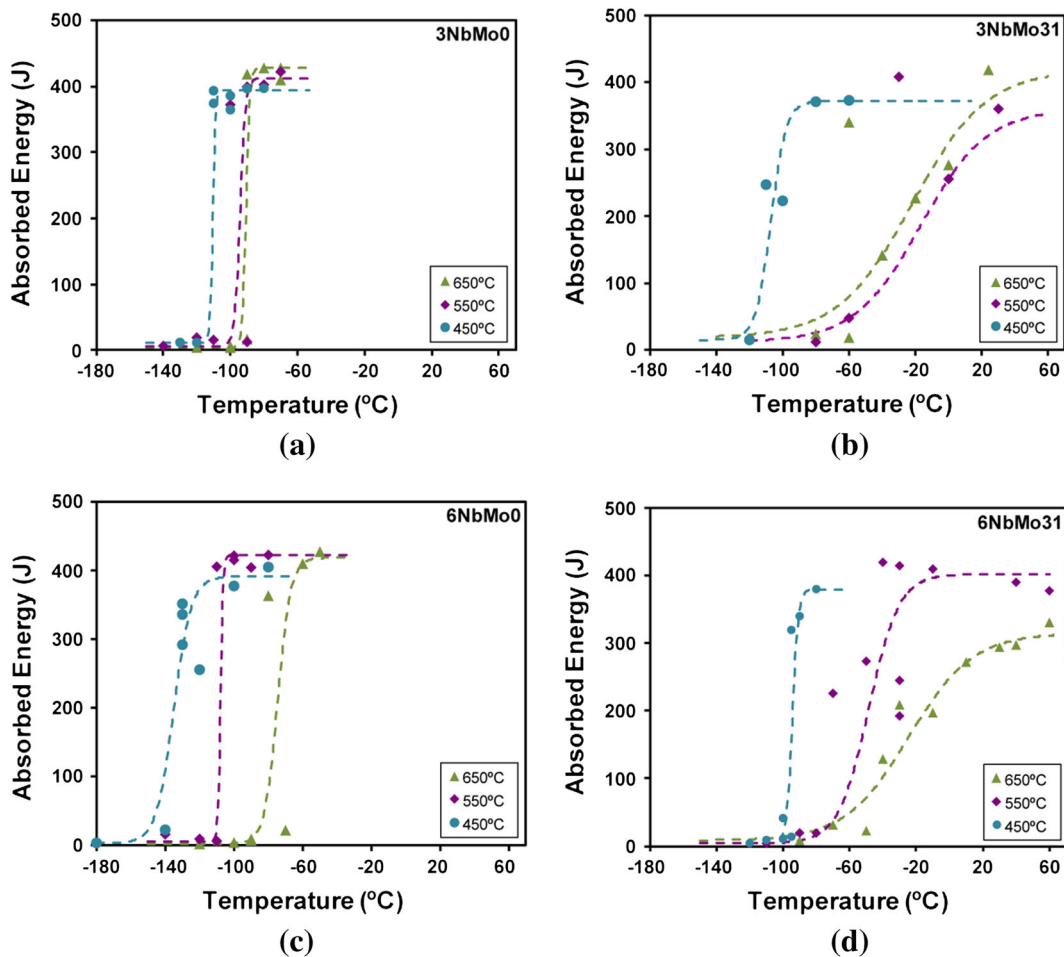 3NbMo0
500
400
300
200
100
0
Absorbed Energy (J)
650ºC
550ºC
450ºC
-180 -140 -100 -60 -20 20 60
Temperature (ºC)
(a)
3NbMo31
500
400
300
200
100
0
Absorbed Energy (J)
650ºC
550ºC
450ºC
-180 -140 -100 -60 -20 20 60
Temperature (ºC)
(b)
6NbMo0
500
400
300
200
100
0
Absorbed Energy (J)
650ºC
550ºC
450ºC
-180 -140 -100 -60 -20 20 60
Temperature (ºC)
(c)
6NbMo31
500
400
300
200
100
0
Absorbed Energy (J)
650ºC
550ºC
450ºC
-180 -140 -100 -60 -20 20 60
Temperature (ºC)
(d)